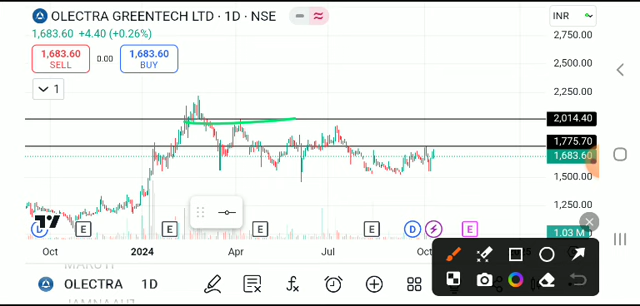 OLECTRA GREENTECH LTD · 1D · NSE
INR
1,683.60 +4.40 (+0.26%)
1,683.60
SELL
0.00
1,683.60
BUY
1
2,750.00
2,500.00
2,250.00
2,014.40
1,775.70
1,683.60
1,500.00
1,250.00
1.03 M
D
E
E
E
E
D
E
Oct
2024
Apr
Jul
Oct
OLECTRA 1D